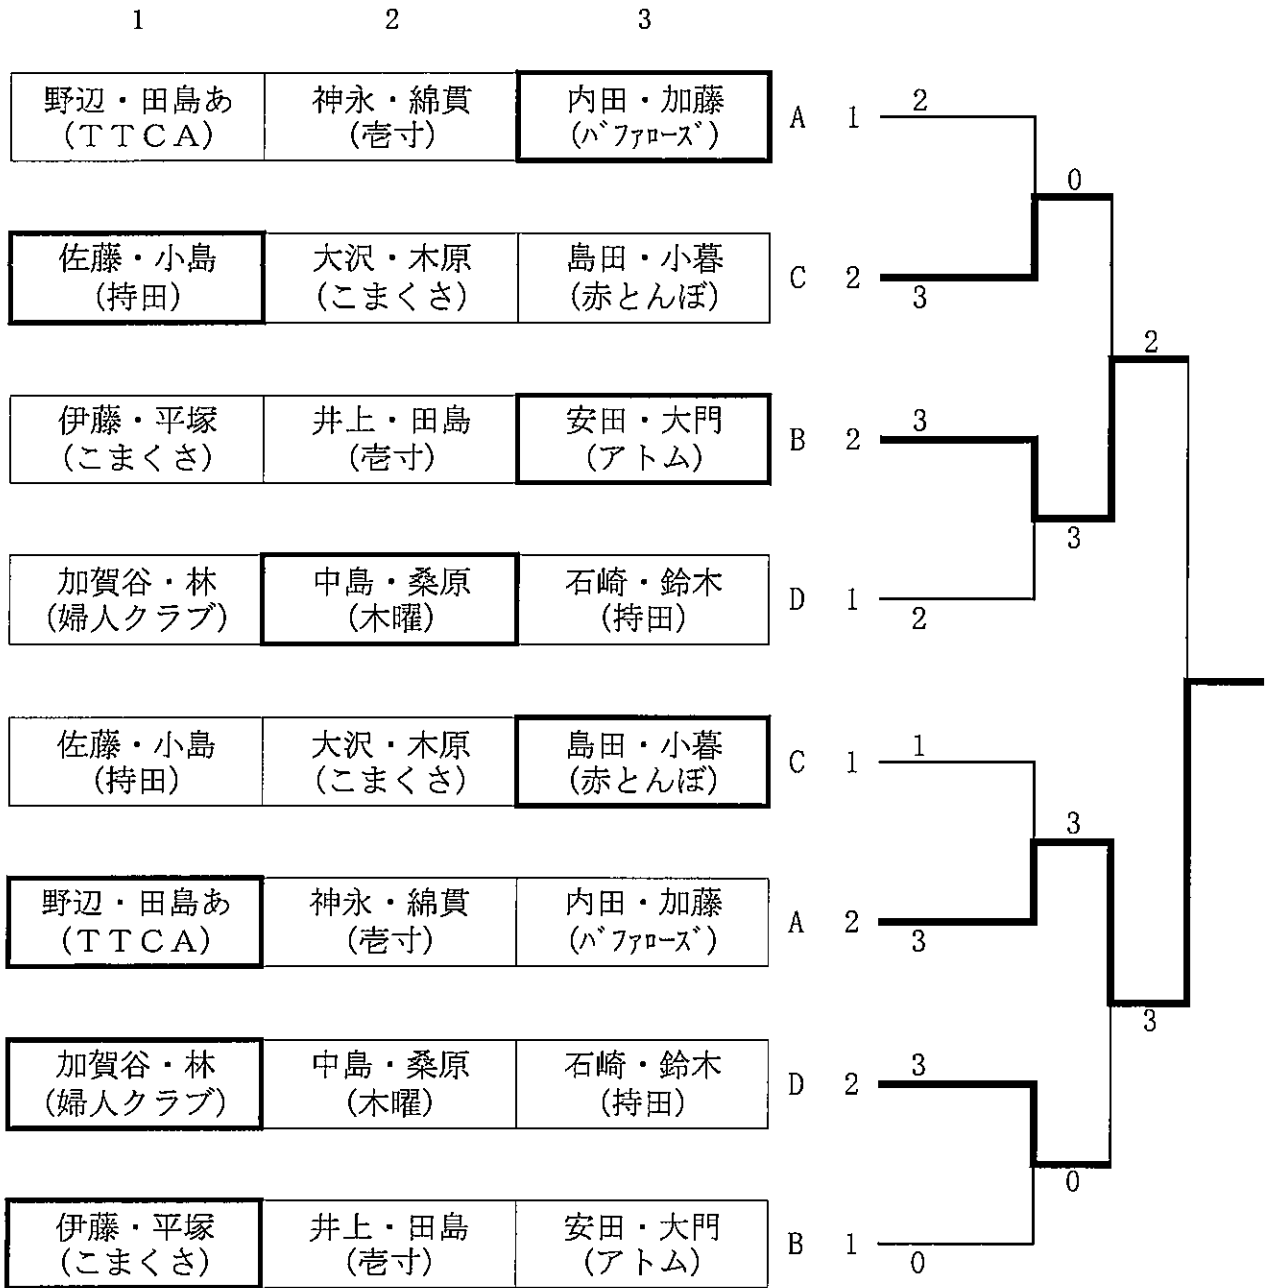 1 2 3
野辺・田島あ 神永・綿貫 内田・加藤
(TTCA) (壱寸) (バファローズ) A 1 2
0
佐藤・小島 大沢・木原 島田・小暮
(持田) (こまくさ) (赤とんぼ) C 2 3
2
伊藤・平塚 井上・田島 安田・大門
(こまくさ) (壱寸) (アトム) B 2 3
3
加賀谷・林 中島・桑原 石崎・鈴木
(婦人クラブ) (木曜) (持田) D 1 2
佐藤・小島 大沢・木原 島田・小暮
(持田) (こまくさ) (赤とんぼ) C 1 1
3
野辺・田島あ 神永・綿貫 内田・加藤
(TTCA) (壱寸) (バファローズ) A 2 3
3
加賀谷・林 中島・桑原 石崎・鈴木
(婦人クラブ) (木曜) (持田) D 2 3
0
伊藤・平塚 井上・田島 安田・大門
(こまくさ) (壱寸) (アトム) B 1 0